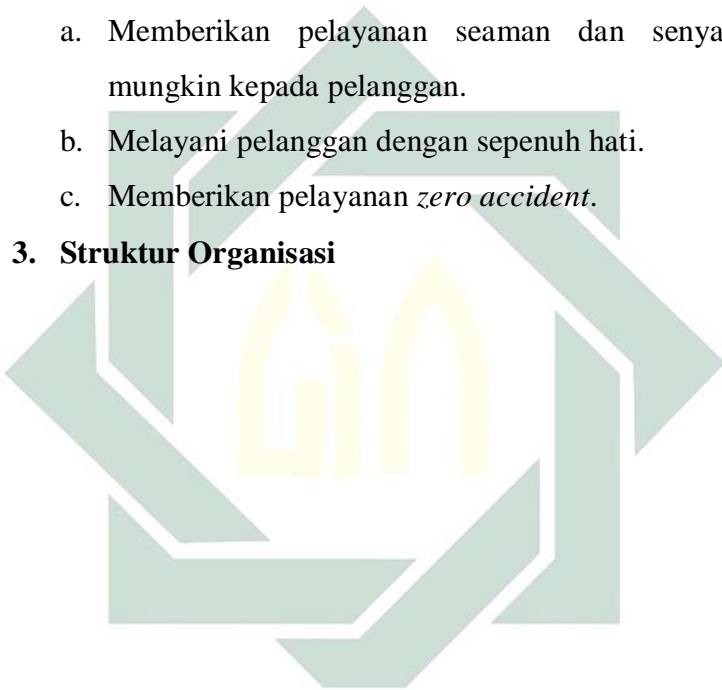 a. Memberikan pelayanan seaman dan senya
mungkin kepada pelanggan.
b. Melayani pelanggan dengan sepenuh hati.
c. Memberikan pelayanan zero accident.
3. Struktur Organisasi